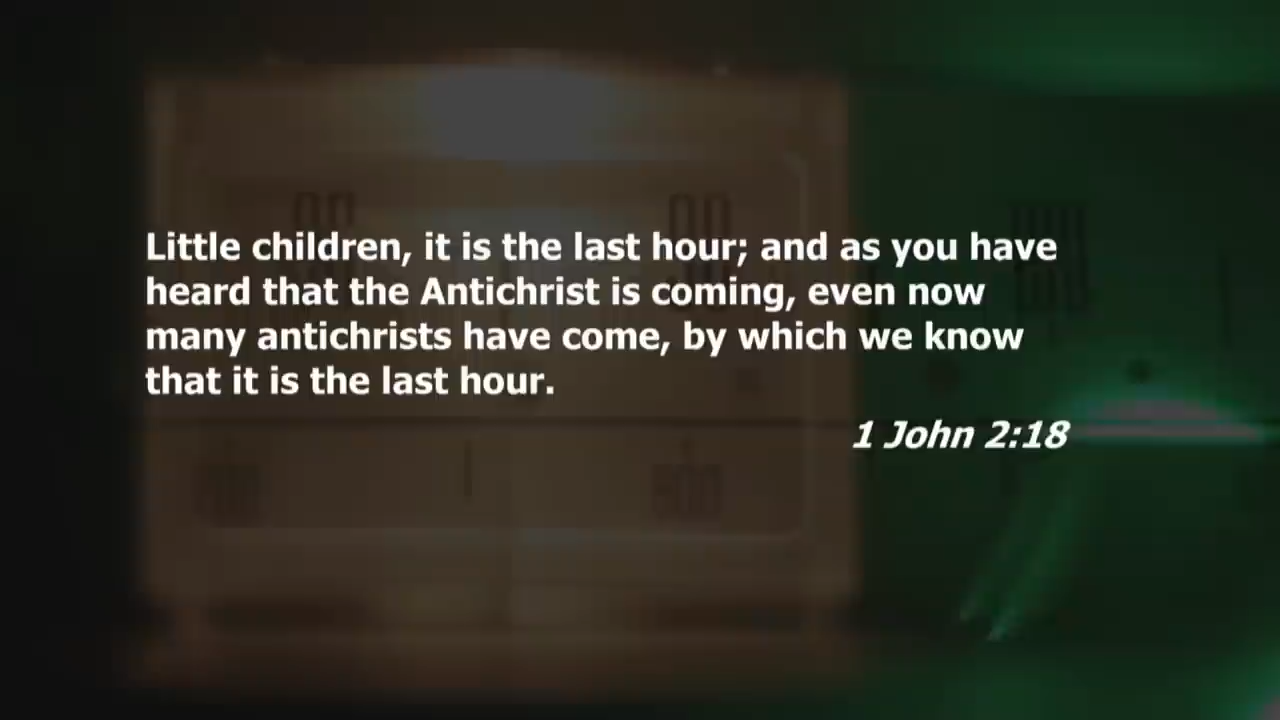 Little children, it is the last hour; and as you have
heard that the Antichrist is coming, even now
many antichrists have come, by which we know
that it is the last hour.
1 John 2:18